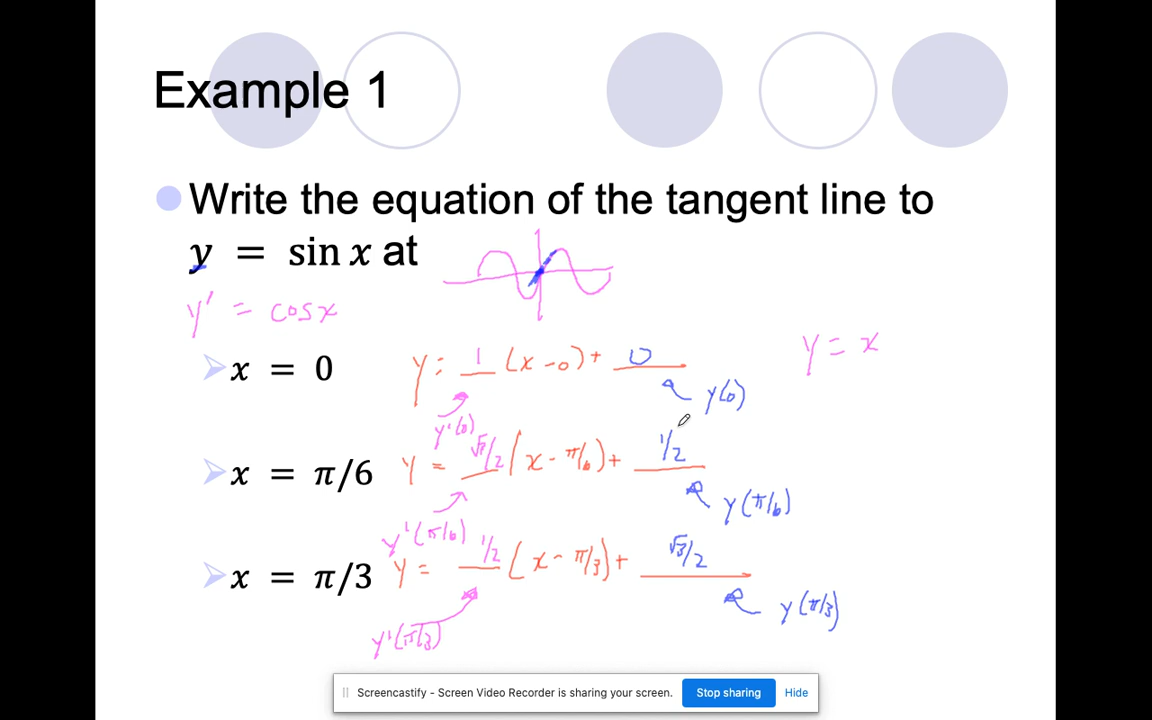 Example 1
Write the equation of the tangent line to
y = sin x at
y' = cosx
x = 0 y = 1 (x - 0) + 0 y = x
y'(0) y(0)
x = π/6 y = √3/2 (x - π/6) + 1/2
y'(π/6) y(π/6)
x = π/3 y = 1/2 (x - π/3) + √3/2
y'(π/3) y(π/3)
Screencastify - Screen Video Recorder is sharing your screen. Stop sharing Hide